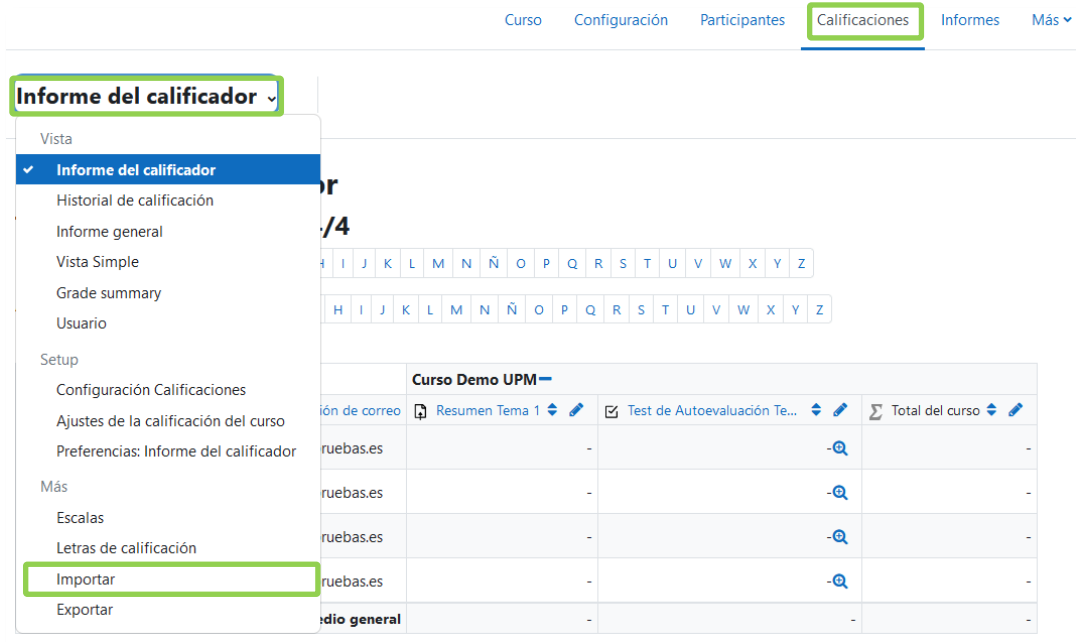 Curso Configuración Participantes Calificaciones Informes Más
Informe del calificador
Vista
Informe del calificador
Historial de calificación
Informe general
Vista Simple
Grade summary
Usuario
Setup
Configuración Calificaciones
Ajustes de la calificación del curso
Preferencias: Informe del calificador
Más
Escalas
Letras de calificación
Importar
Exportar
or
/4
H I J K L M N Ñ O P Q R S T U V W X Y Z
H I J K L M N Ñ O P Q R S T U V W X Y Z
Curso Demo UPM
ión de correo Resumen Tema 1 Test de Autoevaluación Te... Total del curso
ruebas.es - - -
ruebas.es - - -
ruebas.es - - -
ruebas.es - - -
edio general - - -